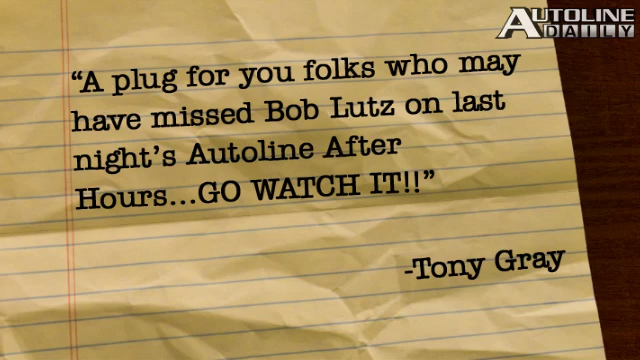 AUTOLINE
DAILY
“A plug for you folks who may
have missed Bob Lutz on last
night’s Autoline After
Hours...GO WATCH IT!!”
-Tony Gray